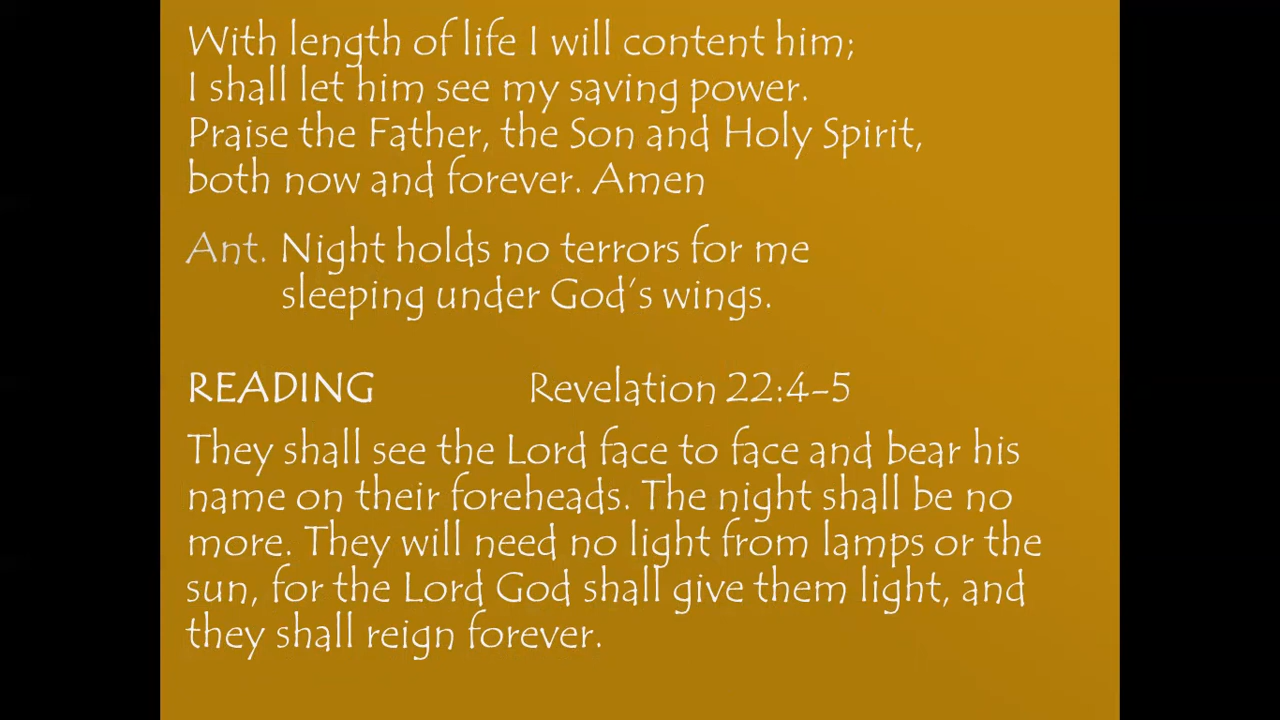 With length of life I will content him;
I shall let him see my saving power.
Praise the Father, the Son and Holy Spirit,
both now and forever. Amen
Ant. Night holds no terrors for me
sleeping under God's wings.
READING Revelation 22:4-5
They shall see the Lord face to face and bear his
name on their foreheads. The night shall be no
more. They will need no light from lamps or the
sun, for the Lord God shall give them light, and
they shall reign forever.